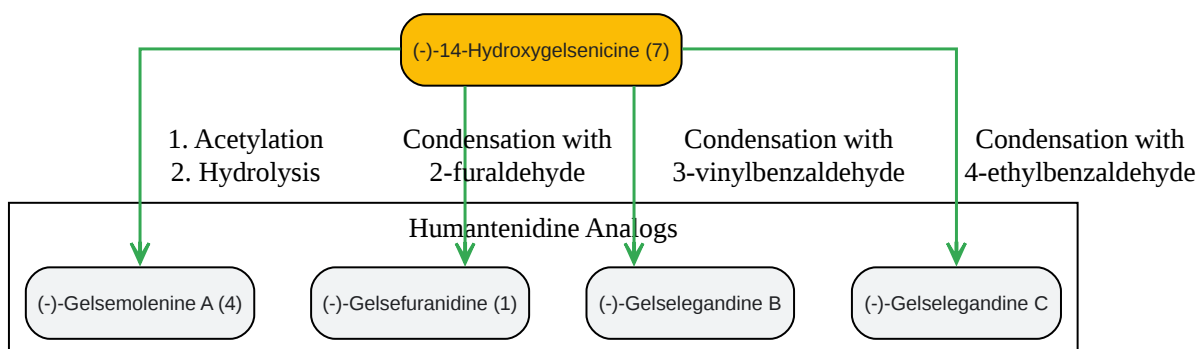 (-)-14-Hydroxygelsenicine (7)
1. Acetylation
2. Hydrolysis
Condensation with
2-furaldehyde
Condensation with
3-vinylbenzaldehyde
Condensation with
4-ethylbenzaldehyde
Humantenidine Analogs
(-)-Gelsemolenine A (4)
(-)-Gelsefuranidine (1)
(-)-Gelselegandine B
(-)-Gelselegandine C